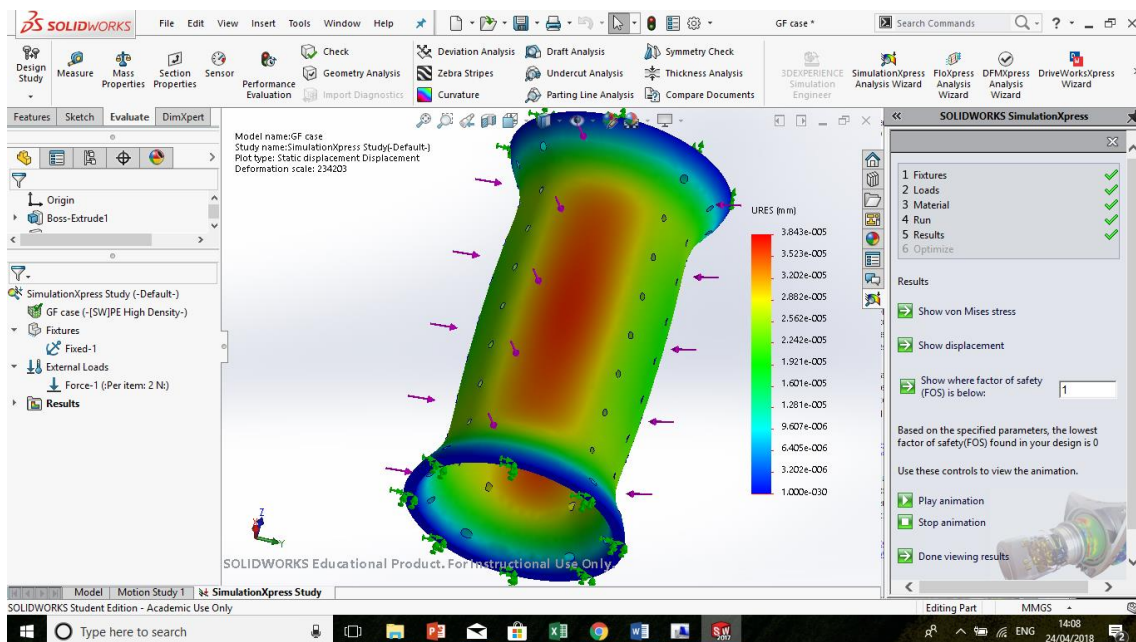 SOLIDWORKS
File Edit View Insert Tools Window Help
GF case *
Search Commands
Design Study
Measure
Mass Properties
Section Properties
Sensor
Performance Evaluation
Check
Geometry Analysis
Import Diagnostics
Deviation Analysis
Zebra Stripes
Curvature
Draft Analysis
Undercut Analysis
Parting Line Analysis
Symmetry Check
Thickness Analysis
Compare Documents
3DEXPERIENCE Simulation Engineer
SimulationXpress Analysis Wizard
FloXpress Analysis Wizard
DFMXpress Analysis Wizard
DriveWorksXpress Wizard
Features Sketch Evaluate DimXpert
Origin
Boss-Extrude1
SimulationXpress Study (-Default-)
GF case (-[SW]PE High Density-)
Fixtures
Fixed-1
External Loads
Force-1 (:Per item: 2 N:)
Results
Model name:GF case
Study name:SimulationXpress Study(-Default-)
Plot type: Static displacement Displacement
Deformation scale: 234203
URES (mm)
3.843e-005
3.523e-005
3.202e-005
2.882e-005
2.562e-005
2.242e-005
1.921e-005
1.601e-005
1.281e-005
9.607e-006
6.405e-006
3.202e-006
1.000e-030
Z
Y
SOLIDWORKS Educational Product. For Instructional Use Only.
SOLIDWORKS SimulationXpress
1 Fixtures
2 Loads
3 Material
4 Run
5 Results
6 Optimize
Results
Show von Mises stress
Show displacement
Show where factor of safety
(FOS) is below:
1
Based on the specified parameters, the lowest
factor of safety(FOS) found in your design is 0
Use these controls to view the animation.
Play animation
Stop animation
Done viewing results
Model Motion Study 1 SimulationXpress Study
SOLIDWORKS Student Edition - Academic Use Only
Editing Part MMGS
Type here to search
ENG
14:08
24/04/2018
2